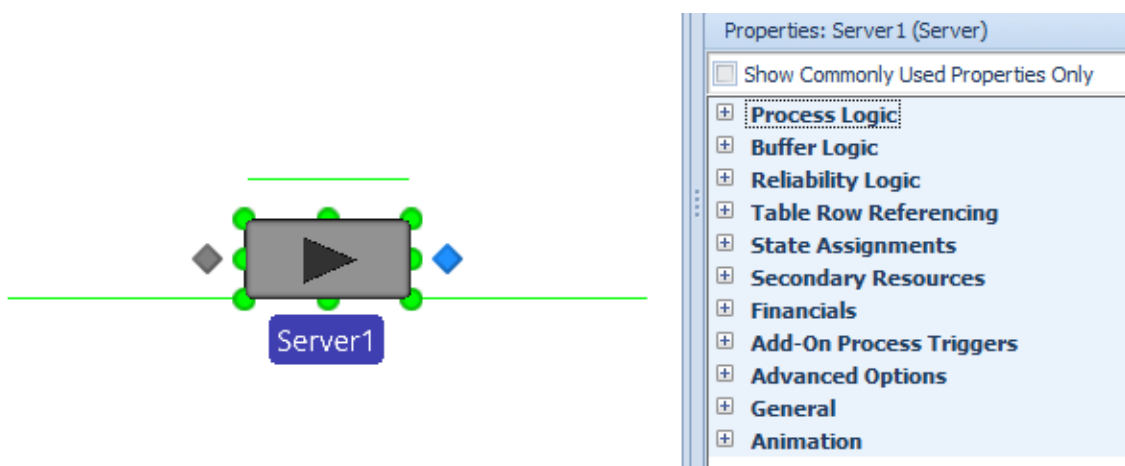 Properties: Server1 (Server)
Show Commonly Used Properties Only
Process Logic
Buffer Logic
Reliability Logic
Table Row Referencing
State Assignments
Secondary Resources
Financials
Add-On Process Triggers
Advanced Options
General
Animation
Server1